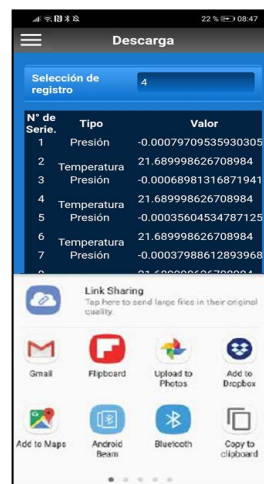 22 % 08:47
Descarga
Selección de registro 4
N° de Serie. Tipo Valor
1 Presión -0.00079709535930305
2 Temperatura 21.689998626708984
3 Presión -0.00068981316871941
4 Temperatura 21.689998626708984
5 Presión -0.00035604534787125
6 Temperatura 21.689998626708984
7 Presión -0.00037988612893968
Link Sharing
Tap here to send large files in their original
quality.
Gmail Flipboard Upload to Photos Add to Dropbox
Add to Maps Android Beam Bluetooth Copy to clipboard